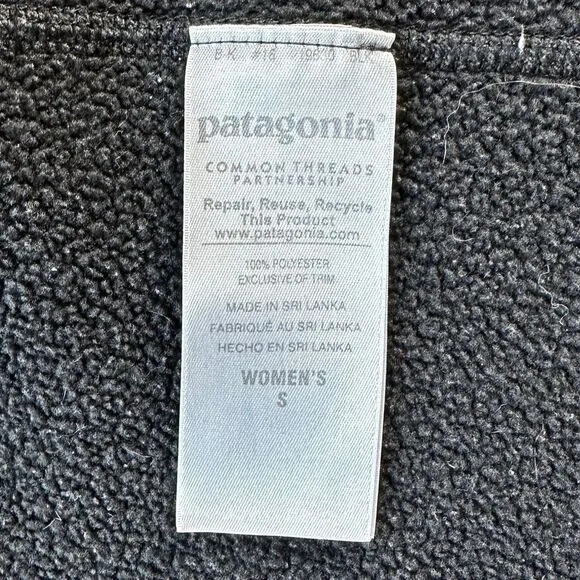 BLK
patagonia®
COMMON THREADS
PARTNERSHIP
Repair, Reuse, Recycle
This Product
www.patagonia.com
100% POLYESTER
EXCLUSIVE OF TRIM
MADE IN SRI LANKA
FABRIQUÉ AU SRI LANKA
HECHO EN SRI LANKA
WOMEN'S
S